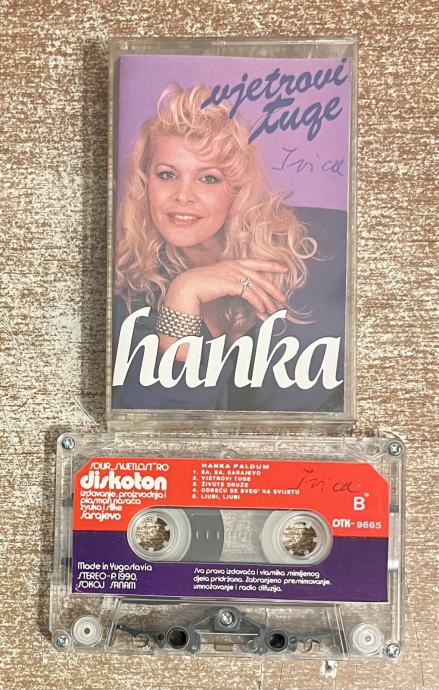 vjetrovi
tuge
Ivica
hanka
SOUR „SVJETLOST” RO
diskoton
izdavanje, proizvodnja i
plasman nosača
zvuka i slike
Sarajevo
HANKA PALDUM
1. SA, SA, SARAJEVO
2. VJETROVI TUGE
3. ŽIVOTE DRUŽE
4. ODREĆU SE SVEG' NA SVIJETU
5. LJUBI, LJUBI
Ivica
B
DTK-9665
Made in Yugoslavia
STEREO-P. 1990.
SOKOJ SANAM
Sva prava izdavača i vlasnika snimljenog
djela pridržana. Zabranjeno presnimavanje,
umnožavanje i radio difuzija.